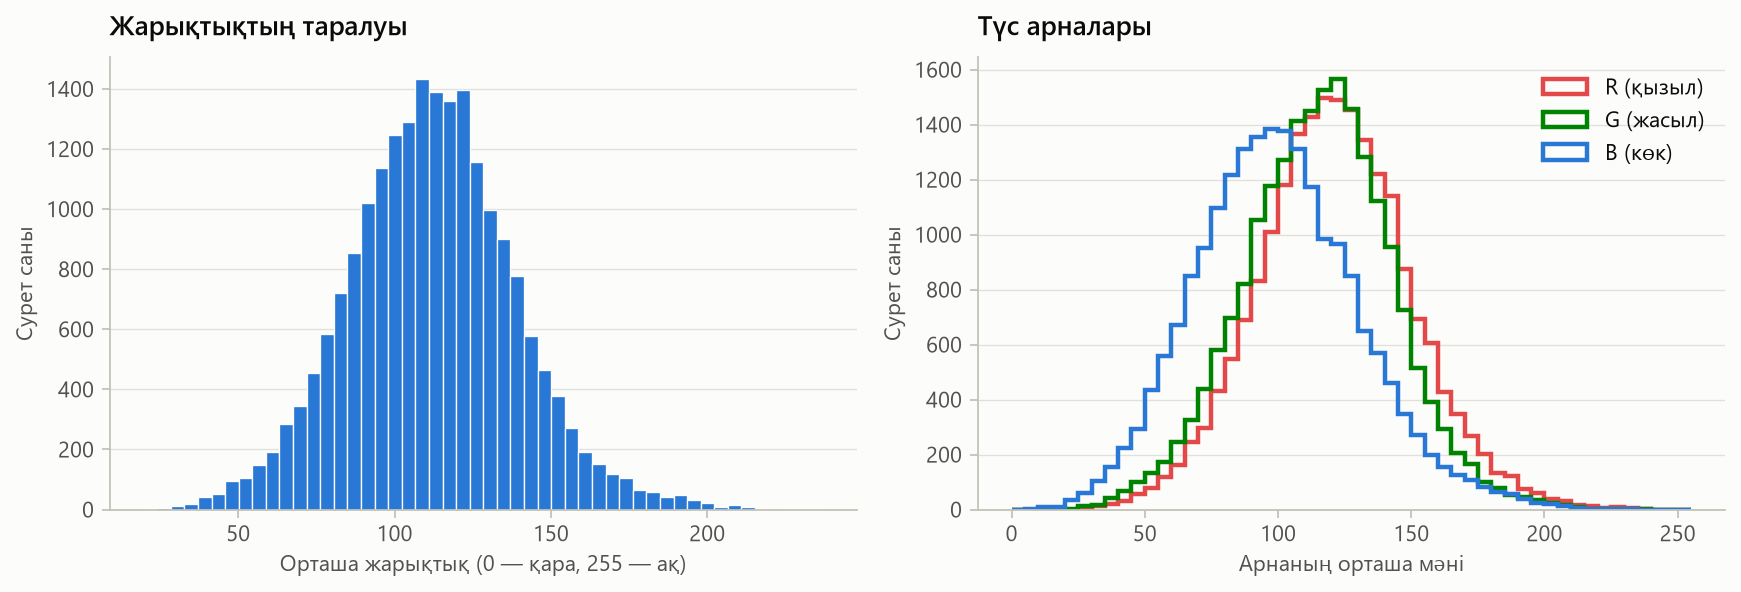 Жарықтықтың таралуы
Сурет саны
1400
1200
1000
800
600
400
200
0
50 100 150 200
Орташа жарықтық (0 — қара, 255 — ақ)
Түс арналары
Сурет саны
1600
1400
1200
1000
800
600
400
200
0
R (қызыл)
G (жасыл)
B (көк)
0 50 100 150 200 250
Арнаның орташа мәні